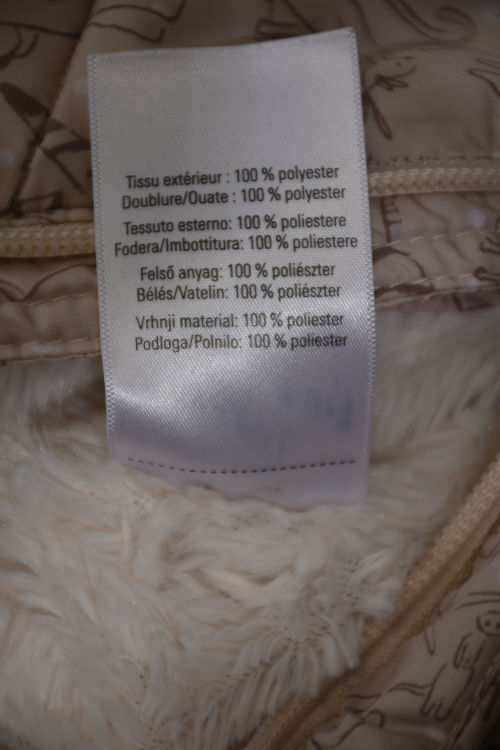 Tissu extérieur : 100 % polyester
Doublure/Ouate : 100 % polyester
Tessuto esterno: 100 % poliestere
Fodera/Imbottitura: 100 % poliestere
Felső anyag: 100 % poliészter
Bélés/Vatelin: 100 % poliészter
Vrhnji material: 100 % poliester
Podloga/Polnilo: 100 % poliester